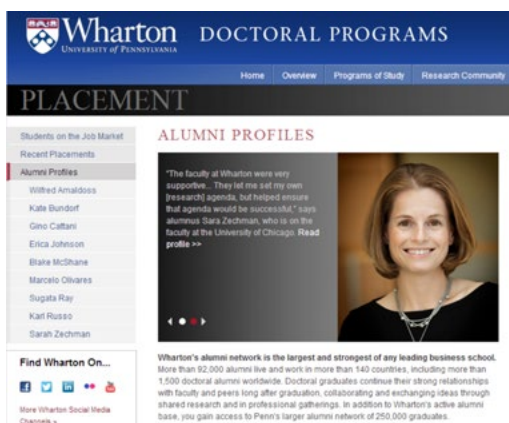 Wharton
UNIVERSITY of PENNSYLVANIA
DOCTORAL PROGRAMS
Home Overview Programs of Study Research Community
PLACEMENT
Students on the Job Market
Recent Placements
Alumni Profiles
Wilfred Amaldoss
Kate Bundorf
Gino Cattani
Erica Johnson
Blake McShane
Marcelo Olivares
Sugata Ray
Karl Russo
Sarah Zechman
Find Wharton On...
More Wharton Social Media
Channels »
ALUMNI PROFILES
"The faculty at Wharton were very
supportive... They let me set my own
[research] agenda, but helped ensure
that agenda would be successful," says
alumnus Sara Zechman, who is on the
faculty at the University of Chicago. Read
profile >>
Wharton's alumni network is the largest and strongest of any leading business school.
More than 92,000 alumni live and work in more than 140 countries, including more than
1,500 doctoral alumni worldwide. Doctoral graduates continue their strong relationships
with faculty and peers long after graduation, collaborating and exchanging ideas through
shared research and in professional gatherings. In addition to Wharton's active alumni
base, you gain access to Penn's larger alumni network of 250,000 graduates.